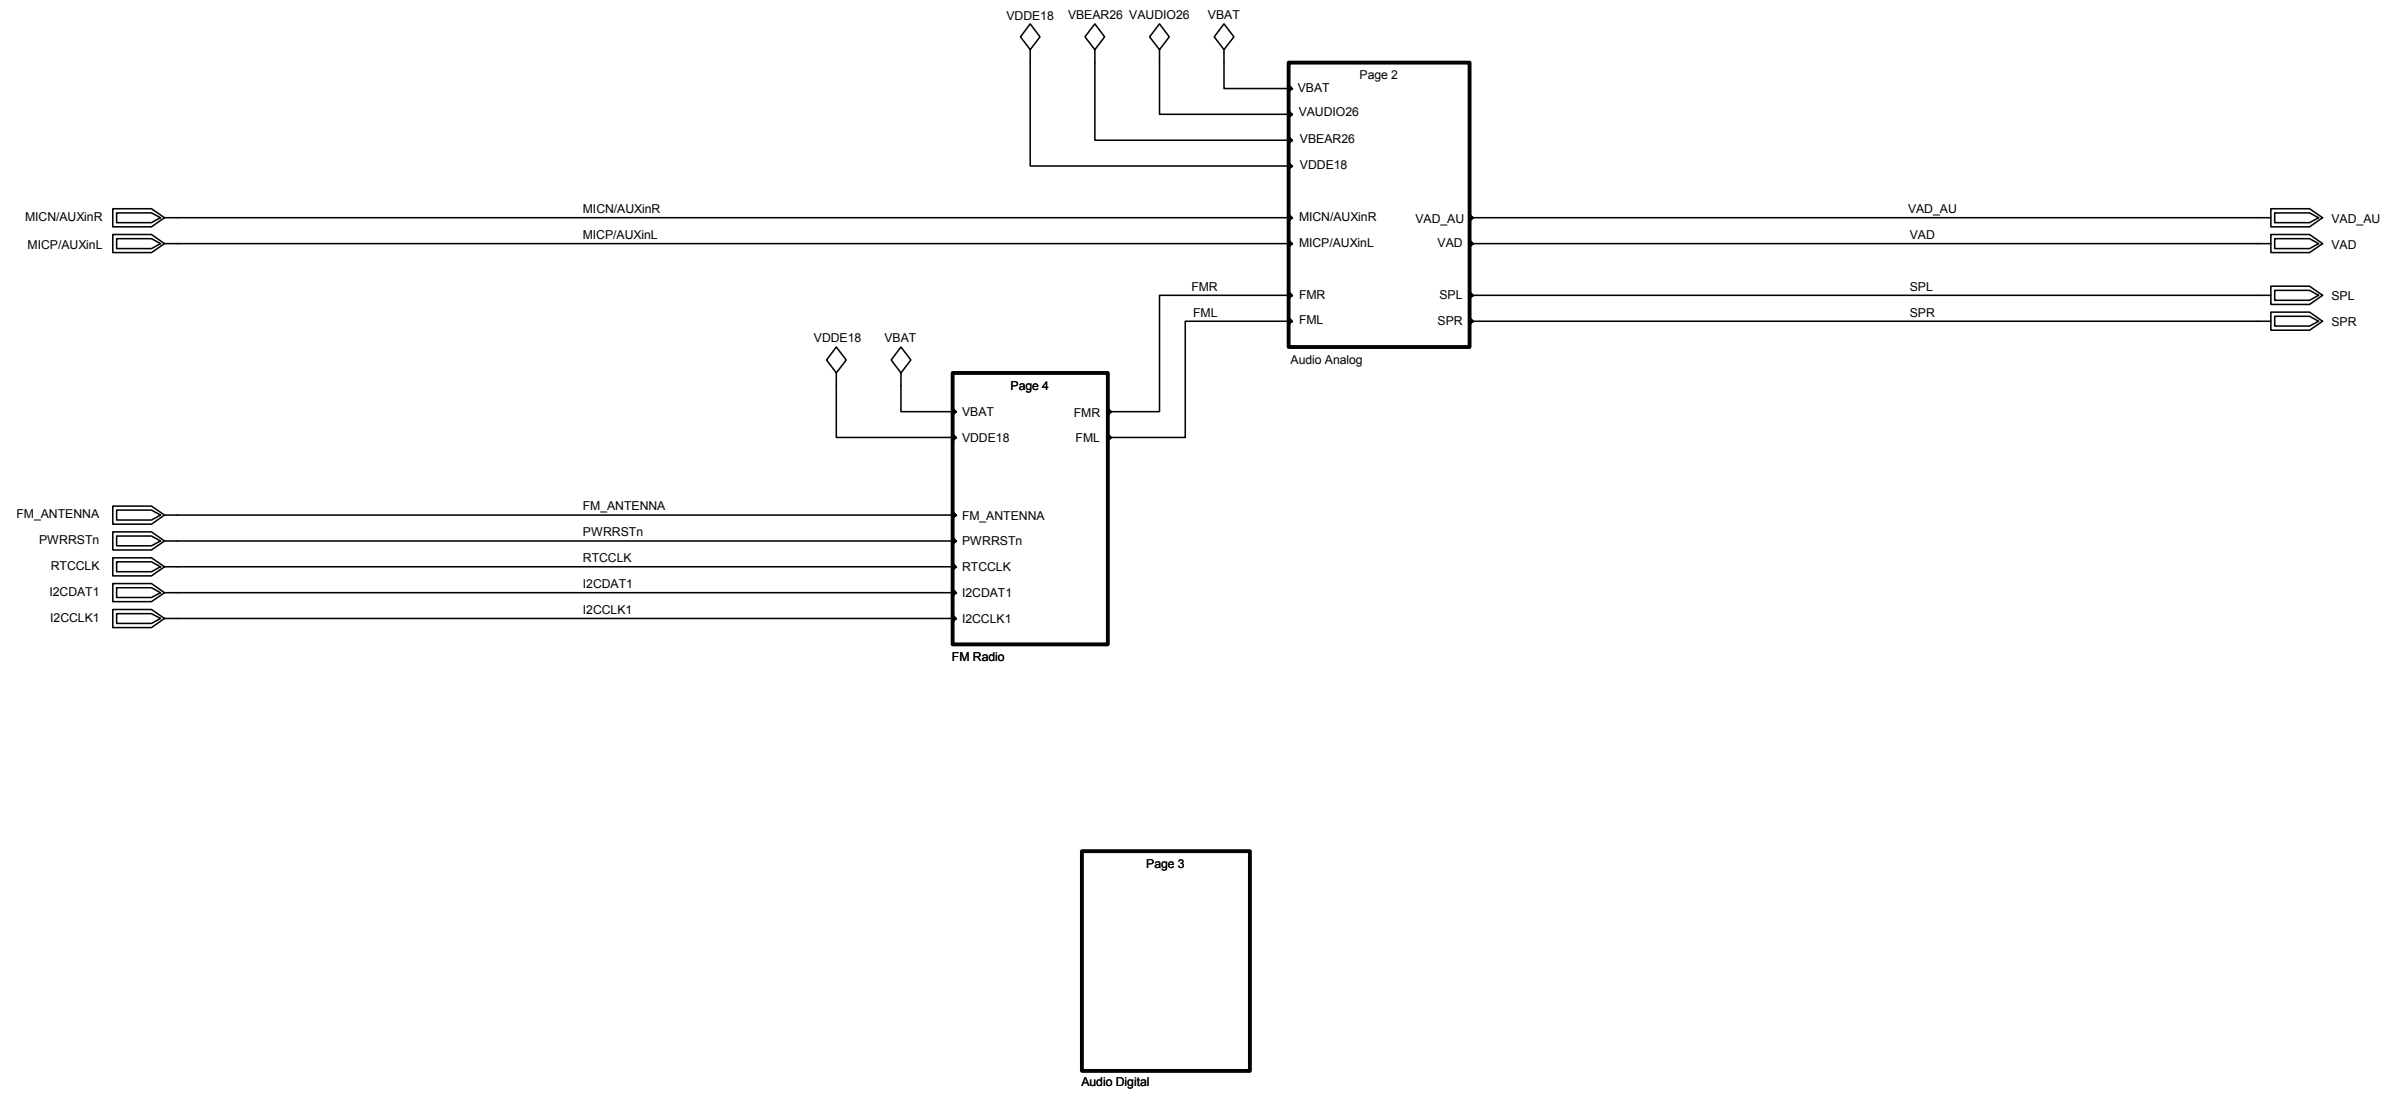 VDDE18 VBEAR26 VAUDIO26 VBAT
Page 2
VBAT
VAUDIO26
VBEAR26
VDDE18
MICN/AUXinR MICN/AUXinR MICN/AUXinR VAD_AU VAD_AU VAD_AU
MICP/AUXinL MICP/AUXinL MICP/AUXinL VAD VAD VAD
FMR FMR SPL SPL SPL
FML FML SPR SPR SPR
Audio Analog
VDDE18 VBAT
Page 4
VBAT FMR
VDDE18 FML
FM_ANTENNA FM_ANTENNA FM_ANTENNA
PWRRSTn PWRRSTn PWRRSTn
RTCCLK RTCCLK RTCCLK
I2CDAT1 I2CDAT1 I2CDAT1
I2CCLK1 I2CCLK1 I2CCLK1
FM Radio
Page 3
Audio Digital